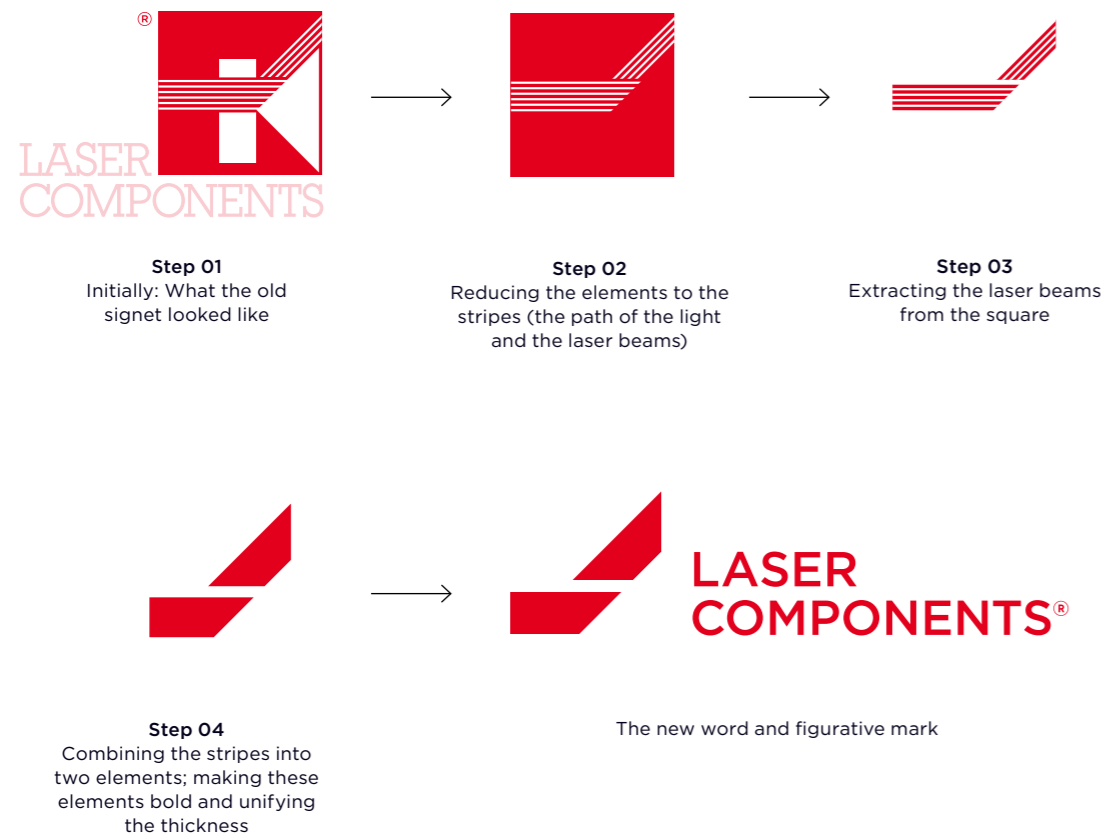 ®
LASER
COMPONENTS
Step 01
Initially: What the old
signet looked like
Step 02
Reducing the elements to the
stripes (the path of the light
and the laser beams)
Step 03
Extracting the laser beams
from the square
LASER
COMPONENTS®
Step 04
Combining the stripes into
two elements; making these
elements bold and unifying
the thickness
The new word and figurative mark